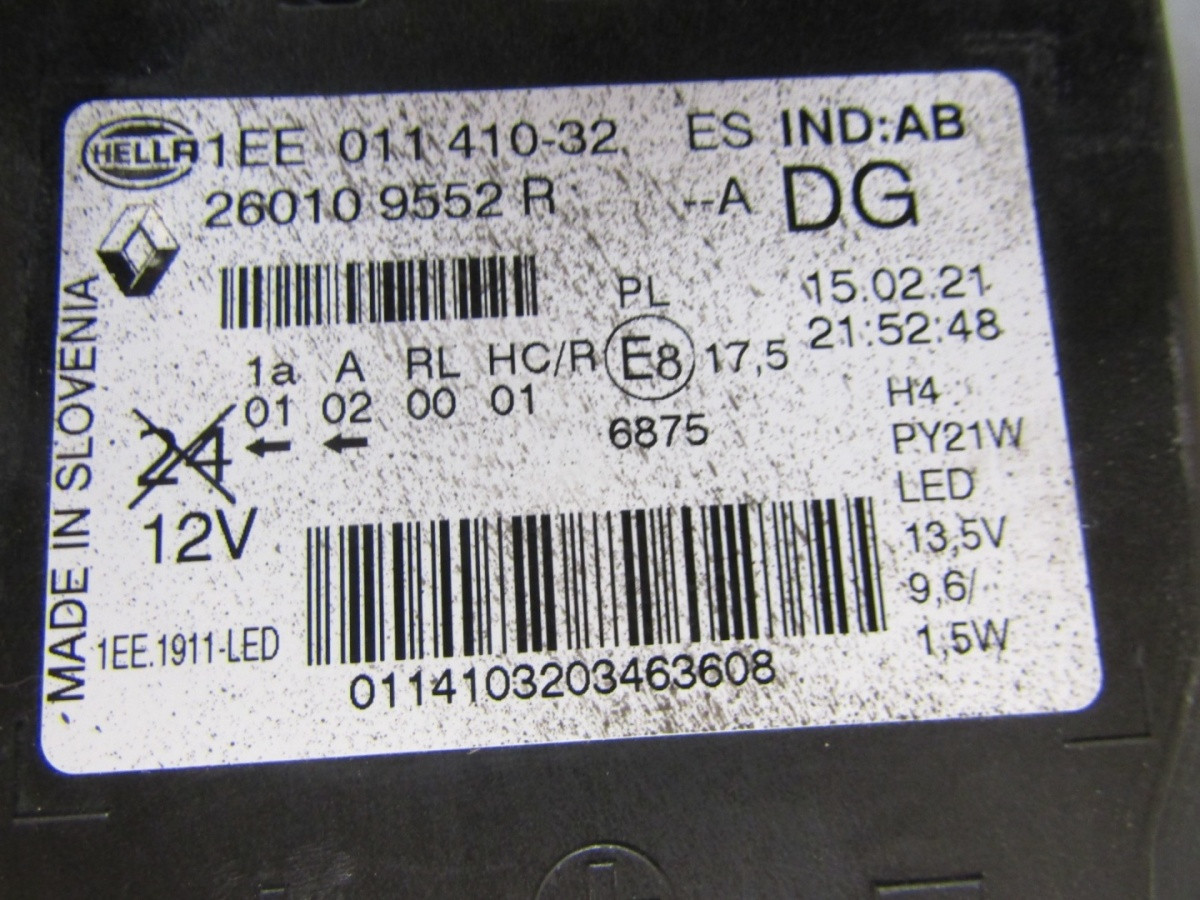 HELLA 1EE 011 410-32 ES IND:AB
26010 9552 R --A DG
MADE IN SLOVENIA
PL 15.02.21
21:52:48
1a A RL HC/R E8 17,5
01 02 00 01
6875
24
12V
H4
PY21W
LED
13,5V
9,6/
1,5W
1EE.1911-LED
0114103203463608